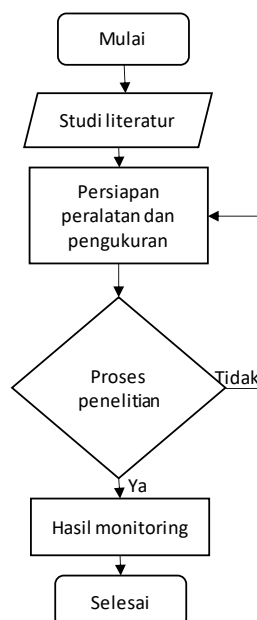 Mulai
Studi literatur
Persiapan
peralatan dan
pengukuran
Proses
penelitian
Tidak
Ya
Hasil monitoring
Selesai